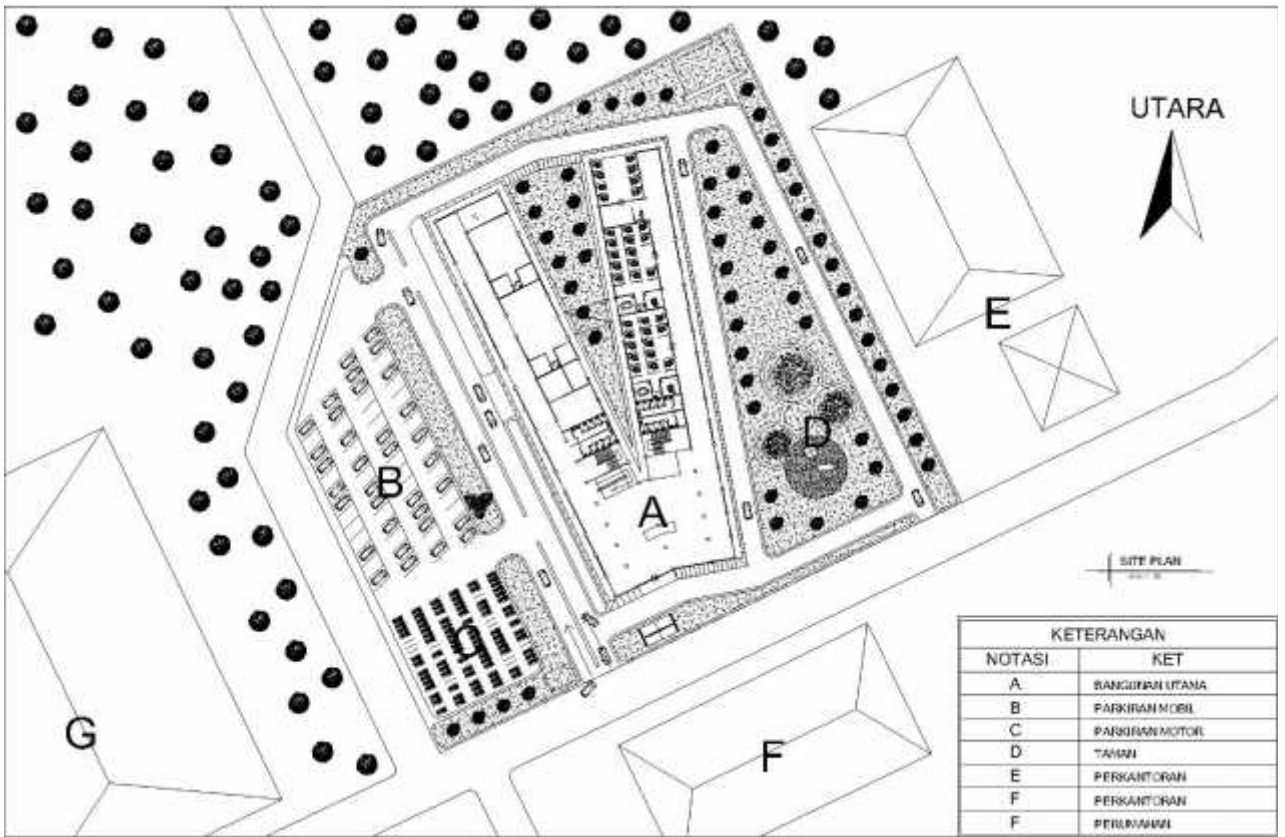 UTARA
E
A
B
D
C
G
F
SITE PLAN
KETERANGAN
NOTASI KET
A BANGUNAN UTAMA
B PARKIRAN MOBIL
C PARKIRAN MOTOR
D TAMAN
E PERKANTORAN
F PERKANTORAN
F PERUMAHAN